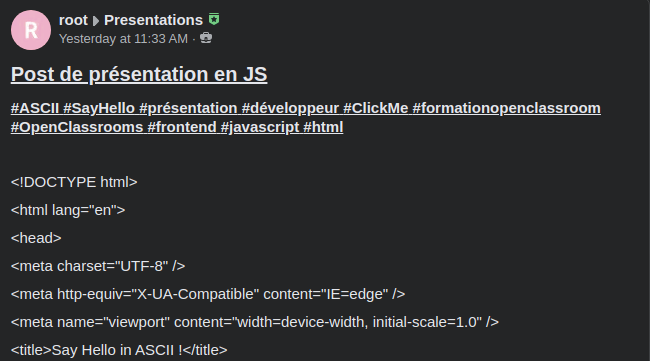 R
root Presentations
Yesterday at 11:33 AM ·
Post de présentation en JS
#ASCII #SayHello #présentation #développeur #ClickMe #formationopenclassroom
#OpenClassrooms #frontend #javascript #html
<!DOCTYPE html>
<html lang="en">
<head>
<meta charset="UTF-8" />
<meta http-equiv="X-UA-Compatible" content="IE=edge" />
<meta name="viewport" content="width=device-width, initial-scale=1.0" />
<title>Say Hello in ASCII !</title>